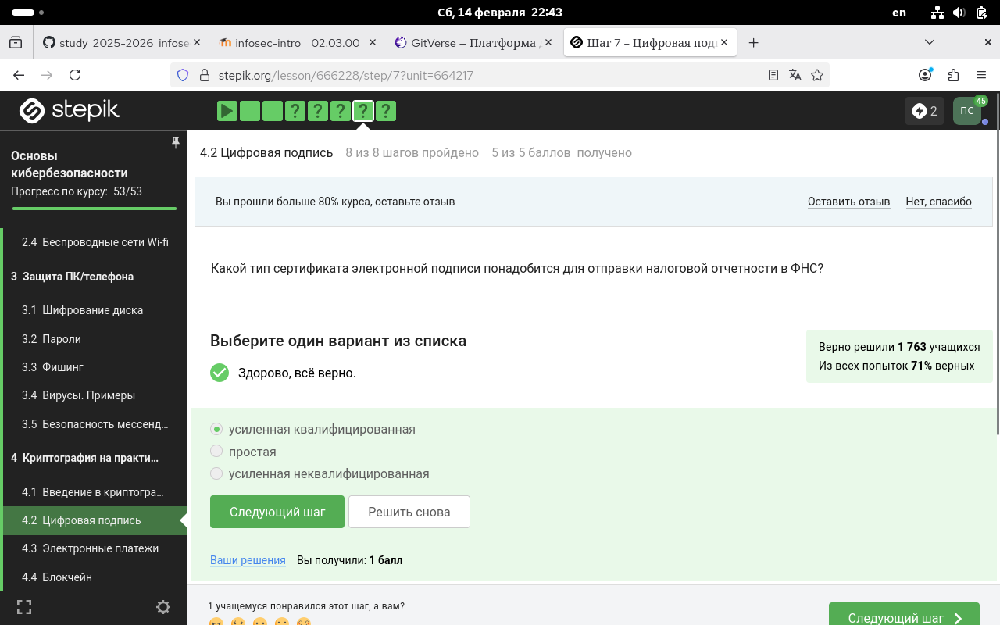 Сб, 14 февраля 22:43
en
study_2025-2026_infose
infosec-intro__02.03.00
GitVerse — Платформа
Шаг 7 – Цифровая под
stepik.org/lesson/666228/step/7?unit=664217
stepik
? ? ? ? ?
2
ПС
45
Основы
кибербезопасности
Прогресс по курсу: 53/53
2.4 Беспроводные сети Wi-fi
3 Защита ПК/телефона
3.1 Шифрование диска
3.2 Пароли
3.3 Фишинг
3.4 Вирусы. Примеры
3.5 Безопасность мессенд...
4 Криптография на практи...
4.1 Введение в криптогра...
4.2 Цифровая подпись
4.3 Электронные платежи
4.4 Блокчейн
4.2 Цифровая подпись 8 из 8 шагов пройдено 5 из 5 баллов получено
Вы прошли больше 80% курса, оставьте отзыв
Оставить отзыв
Нет, спасибо
Какой тип сертификата электронной подписи понадобится для отправки налоговой отчетности в ФНС?
Выберите один вариант из списка
Здорово, всё верно.
Верно решили 1 763 учащихся
Из всех попыток 71% верных
усиленная квалифицированная
простая
усиленная неквалифицированная
Следующий шаг
Решить снова
Ваши решения Вы получили: 1 балл
1 учащемуся понравился этот шаг, а вам?
Следующий шаг